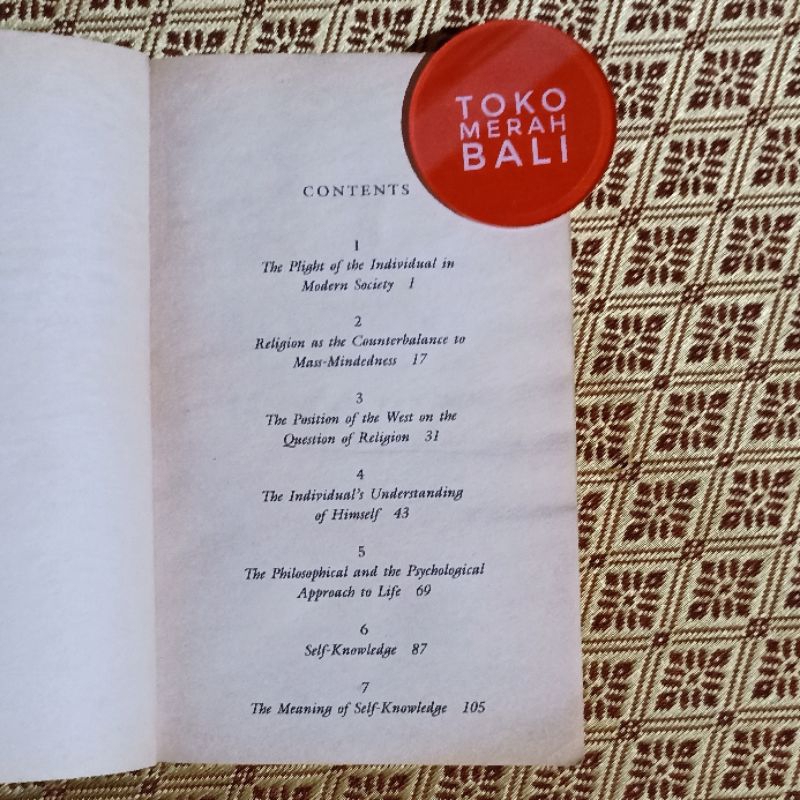 TOKO
MERAH
BALI
CONTENTS
1
The Plight of the Individual in
Modern Society 1
2
Religion as the Counterbalance to
Mass-Mindedness 17
3
The Position of the West on the
Question of Religion 31
4
The Individual's Understanding
of Himself 43
5
The Philosophical and the Psychological
Approach to Life 69
6
Self-Knowledge 87
7
The Meaning of Self-Knowledge 105